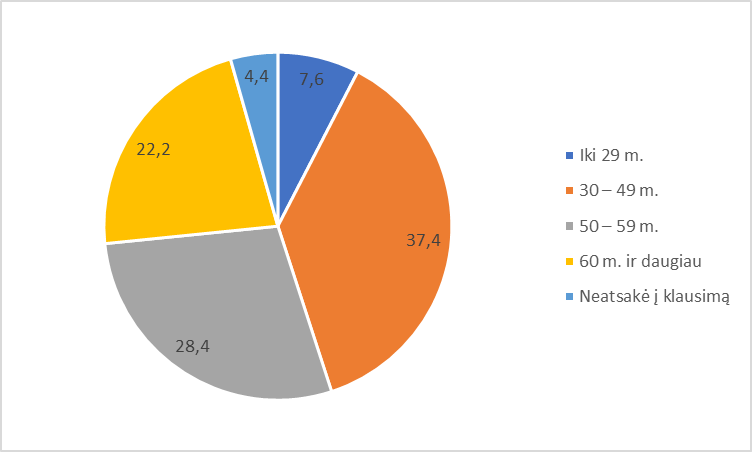 4,4
7,6
22,2
37,4
28,4
Iki 29 m.
30 – 49 m.
50 – 59 m.
60 m. ir daugiau
Neatsakė į klausimą